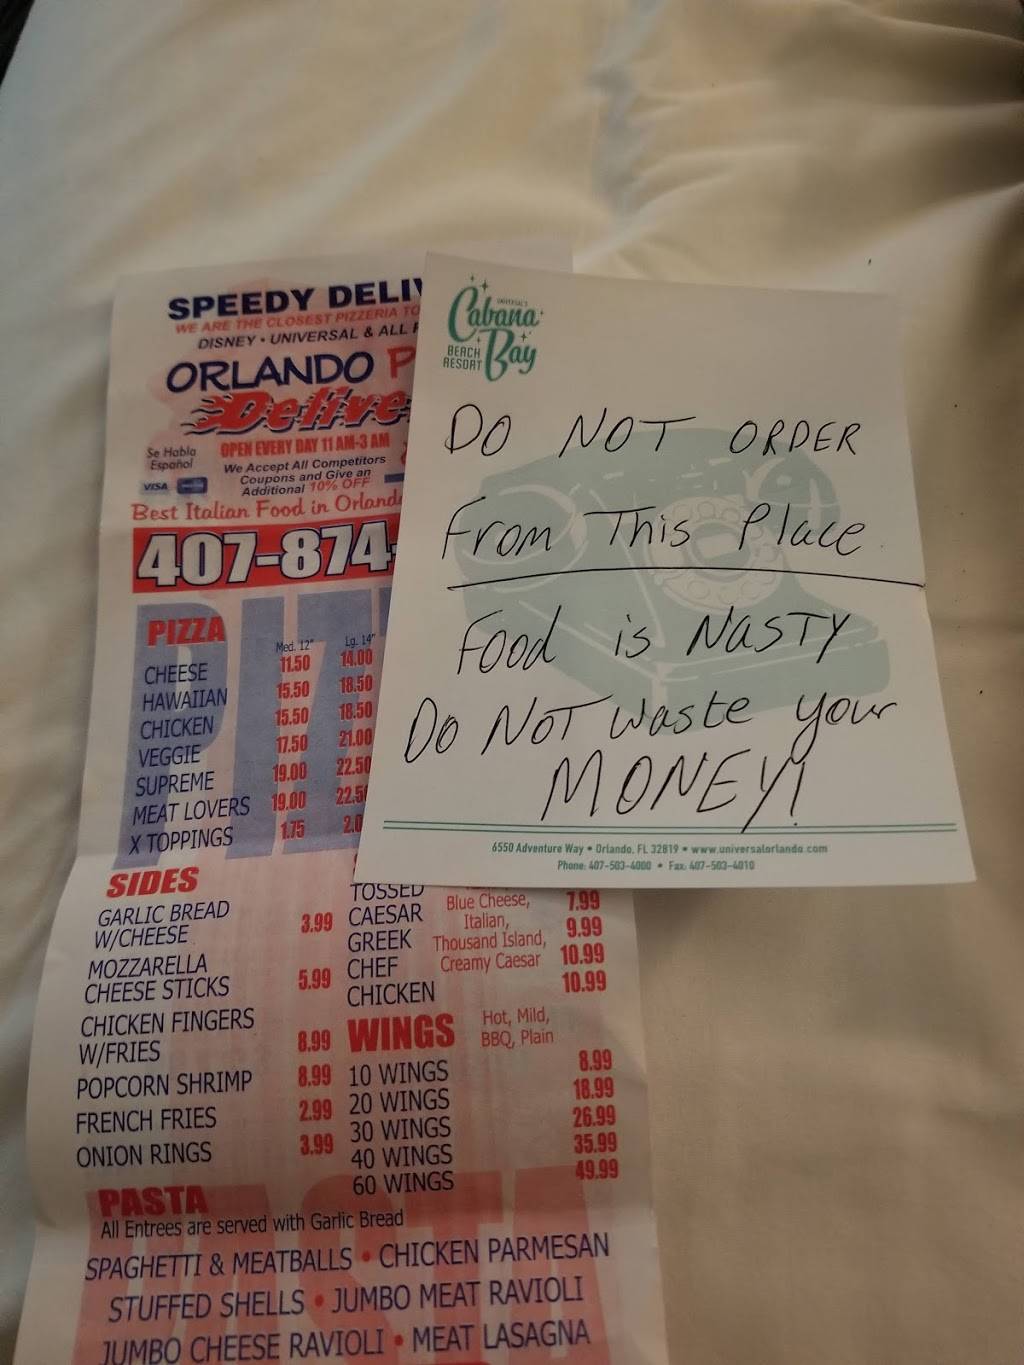 SPEEDY DELIV
WE ARE THE CLOSEST PIZZERIA TO
DISNEY • UNIVERSAL & ALL
ORLANDO P
Delive
Se Habla
Español
OPEN EVERY DAY 11 AM-3 AM
We Accept All Competitors
Coupons and Give an
Additional 10% OFF
VISA
Best Italian Food in Orlando
407-874-
PIZZA
Med. 12" Lg. 14"
CHEESE 11.50 14.00
HAWAIIAN 15.50 18.50
CHICKEN 15.50 18.50
VEGGIE 17.50 21.00
SUPREME 19.00 22.50
MEAT LOVERS 19.00 22.50
X TOPPINGS 1.75 2.0
SIDES
GARLIC BREAD
W/CHEESE 3.99
MOZZARELLA
CHEESE STICKS 5.99
CHICKEN FINGERS
W/FRIES 8.99
POPCORN SHRIMP 8.99
FRENCH FRIES 2.99
ONION RINGS 3.99
TOSSED 7.99
CAESAR 9.99
GREEK 10.99
CHEF 10.99
CHICKEN
Blue Cheese,
Italian,
Thousand Island,
Creamy Caesar
WINGS
Hot, Mild,
BBQ, Plain
10 WINGS 8.99
20 WINGS 18.99
30 WINGS 26.99
40 WINGS 35.99
60 WINGS 49.99
PASTA
All Entrees are served with Garlic Bread
SPAGHETTI & MEATBALLS • CHICKEN PARMESAN
STUFFED SHELLS • JUMBO MEAT RAVIOLI
JUMBO CHEESE RAVIOLI • MEAT LASAGNA
UNIVERSAL'S
Cabana
Bay
BEACH
RESORT
DO NOT ORDER
From This Place
Food is NASTY
Do NOT waste your
MONEY!
6550 Adventure Way • Orlando, FL 32819 • www.universalorlando.com
Phone: 407-503-4000 • Fax: 407-503-4010